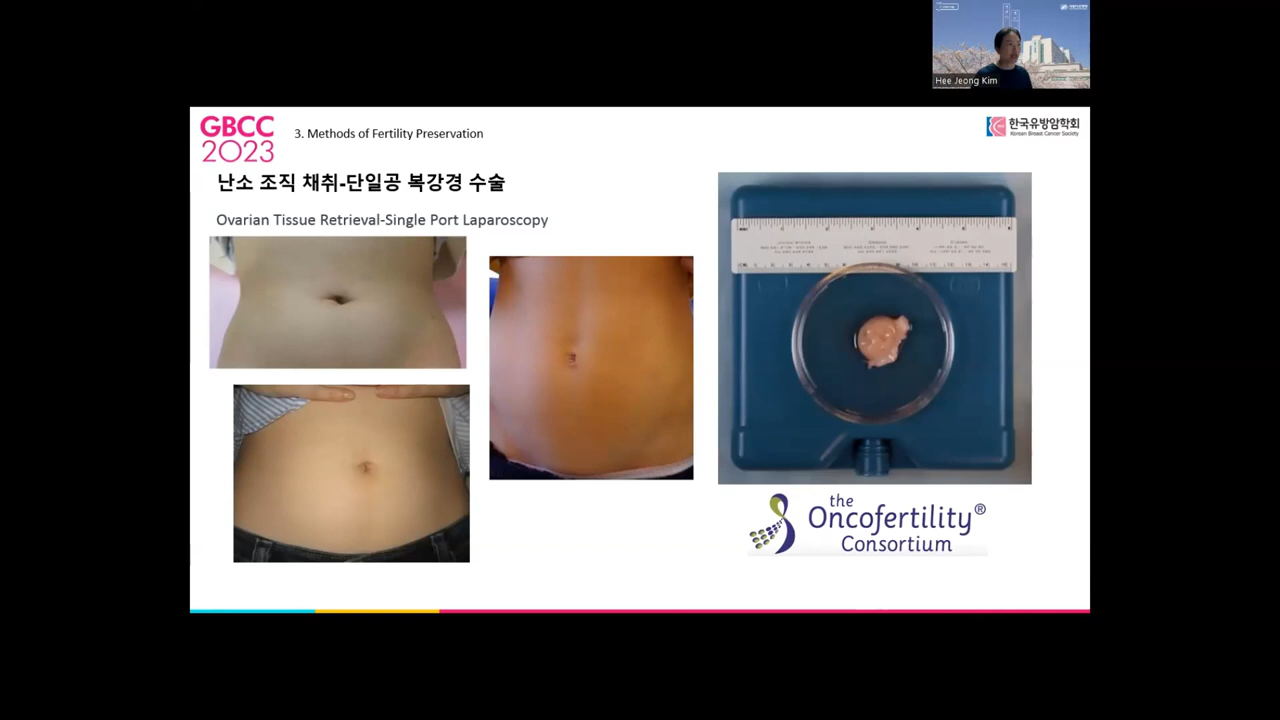 Hee Jeong Kim
GBCC
2023
3. Methods of Fertility Preservation
한국유방암학회
Korean Breast Cancer Society
난소 조직 채취-단일공 복강경 수술
Ovarian Tissue Retrieval-Single Port Laparoscopy
the
Oncofertility®
Consortium